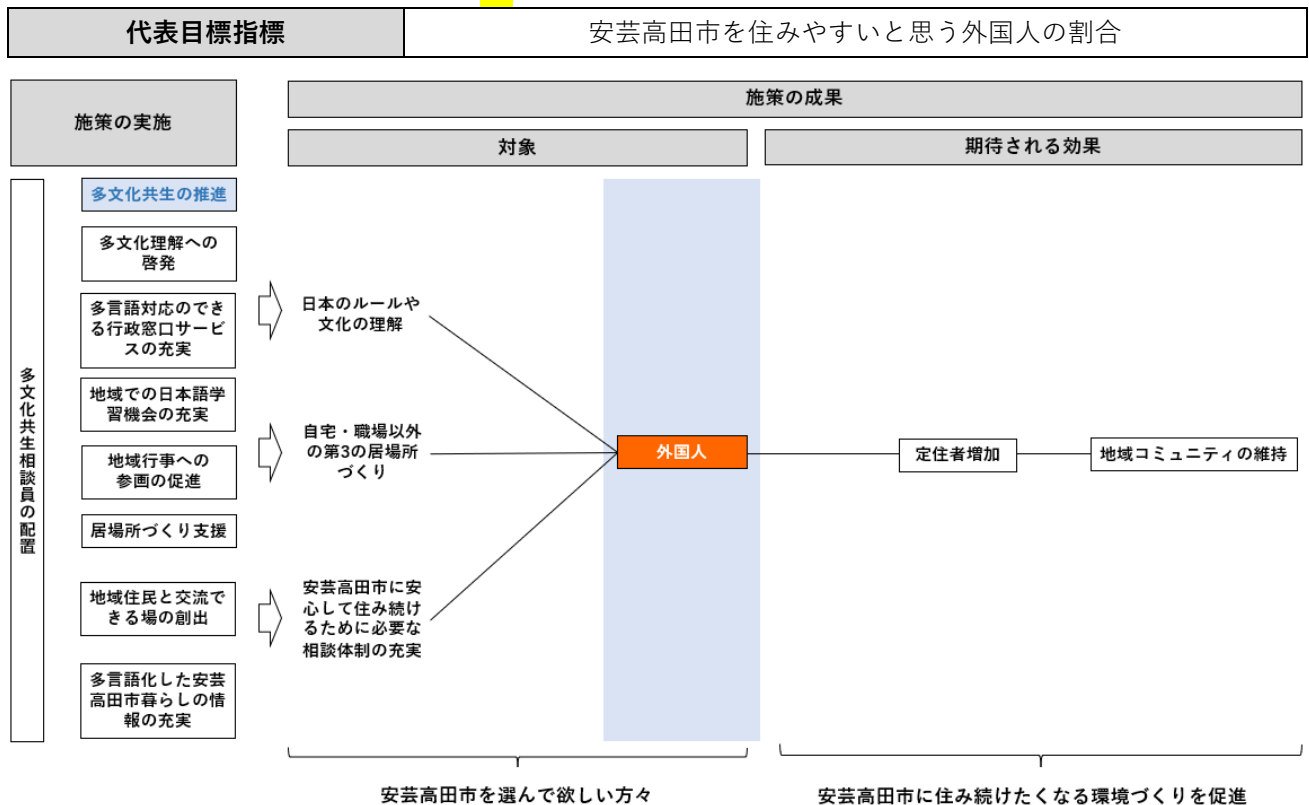 代表目標指標
安芸高田市を住みやすいと思う外国人の割合
施策の実施
施策の成果
対象
期待される効果
多文化共生相談員の配置
多文化共生の推進
多文化理解への
啓発
多言語対応のでき
る行政窓口サービ
スの充実
地域での日本語学
習機会の充実
地域行事への
参画の促進
居場所づくり支援
地域住民と交流で
きる場の創出
多言語化した安芸
高田市暮らしの情
報の充実
日本のルールや
文化の理解
自宅・職場以外
の第3の居場所
づくり
安芸高田市に安
心して住み続け
るために必要な
相談体制の充実
外国人
定住者増加
地域コミュニティの維持
安芸高田市を選んで欲しい方々
安芸高田市に住み続けたくなる環境づくりを促進